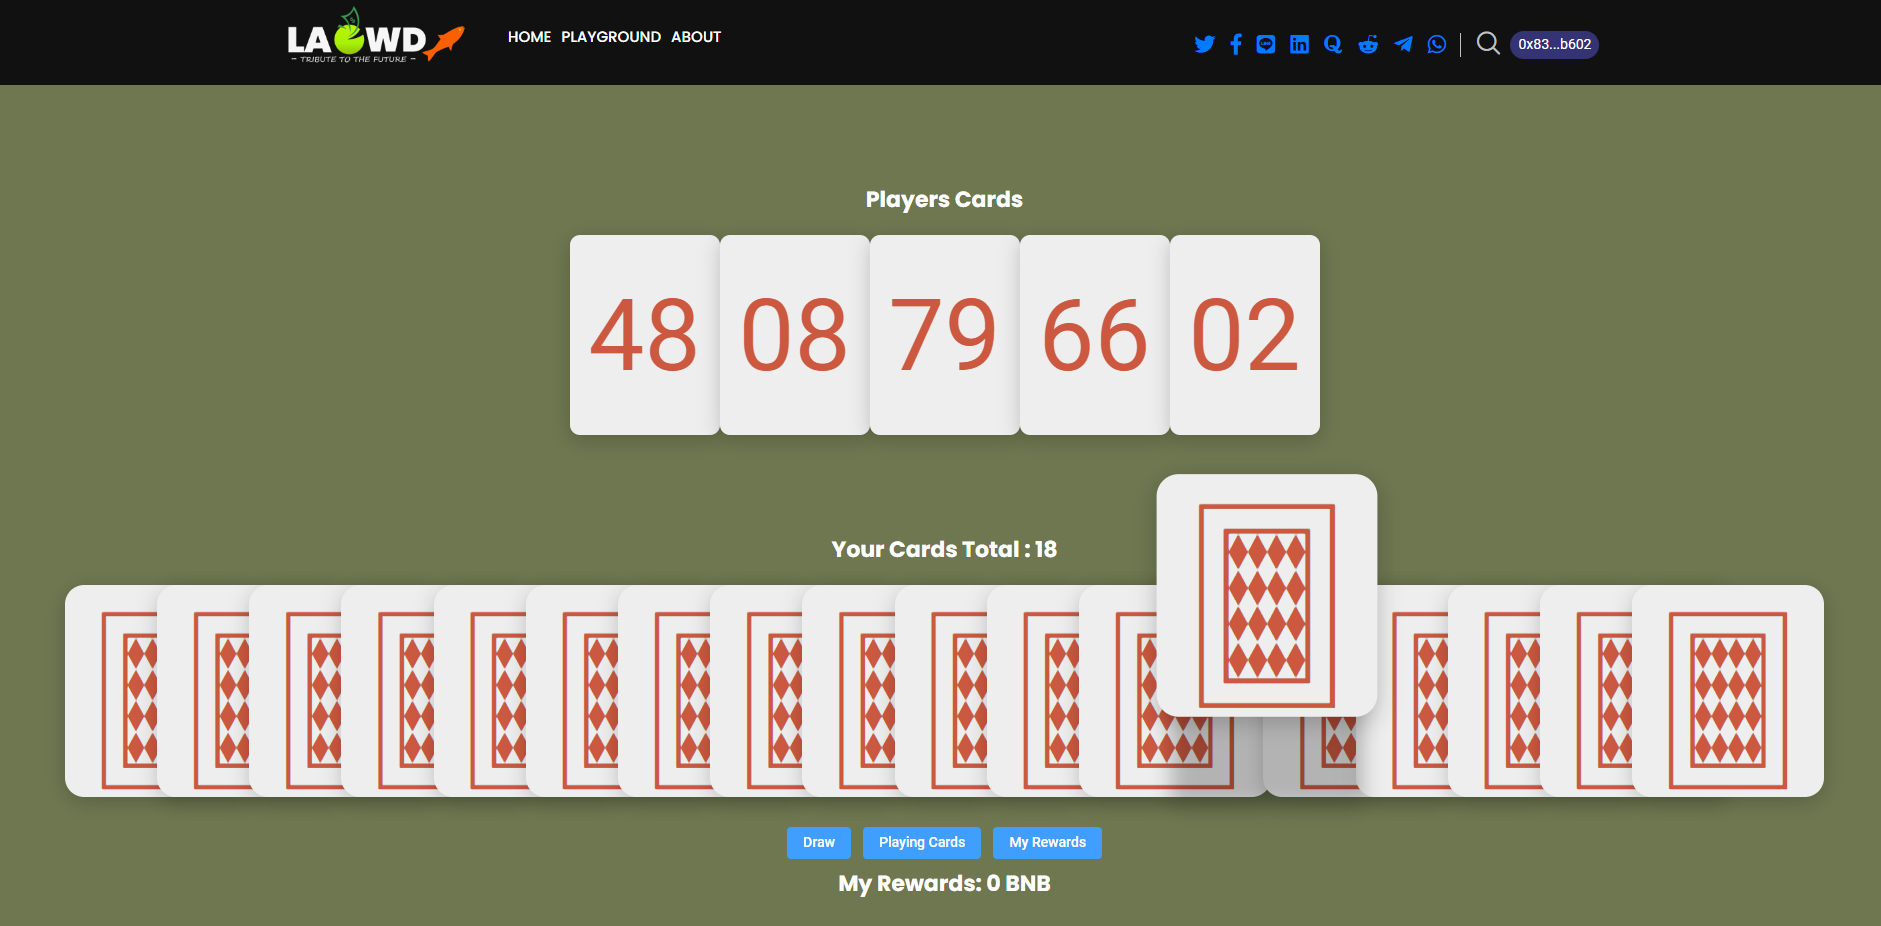 LAOWD
- TRIBUTE TO THE FUTURE -
HOME PLAYGROUND ABOUT
0x83...b602
Players Cards
48 08 79 66 02
Your Cards Total : 18
Draw Playing Cards My Rewards
My Rewards: 0 BNB